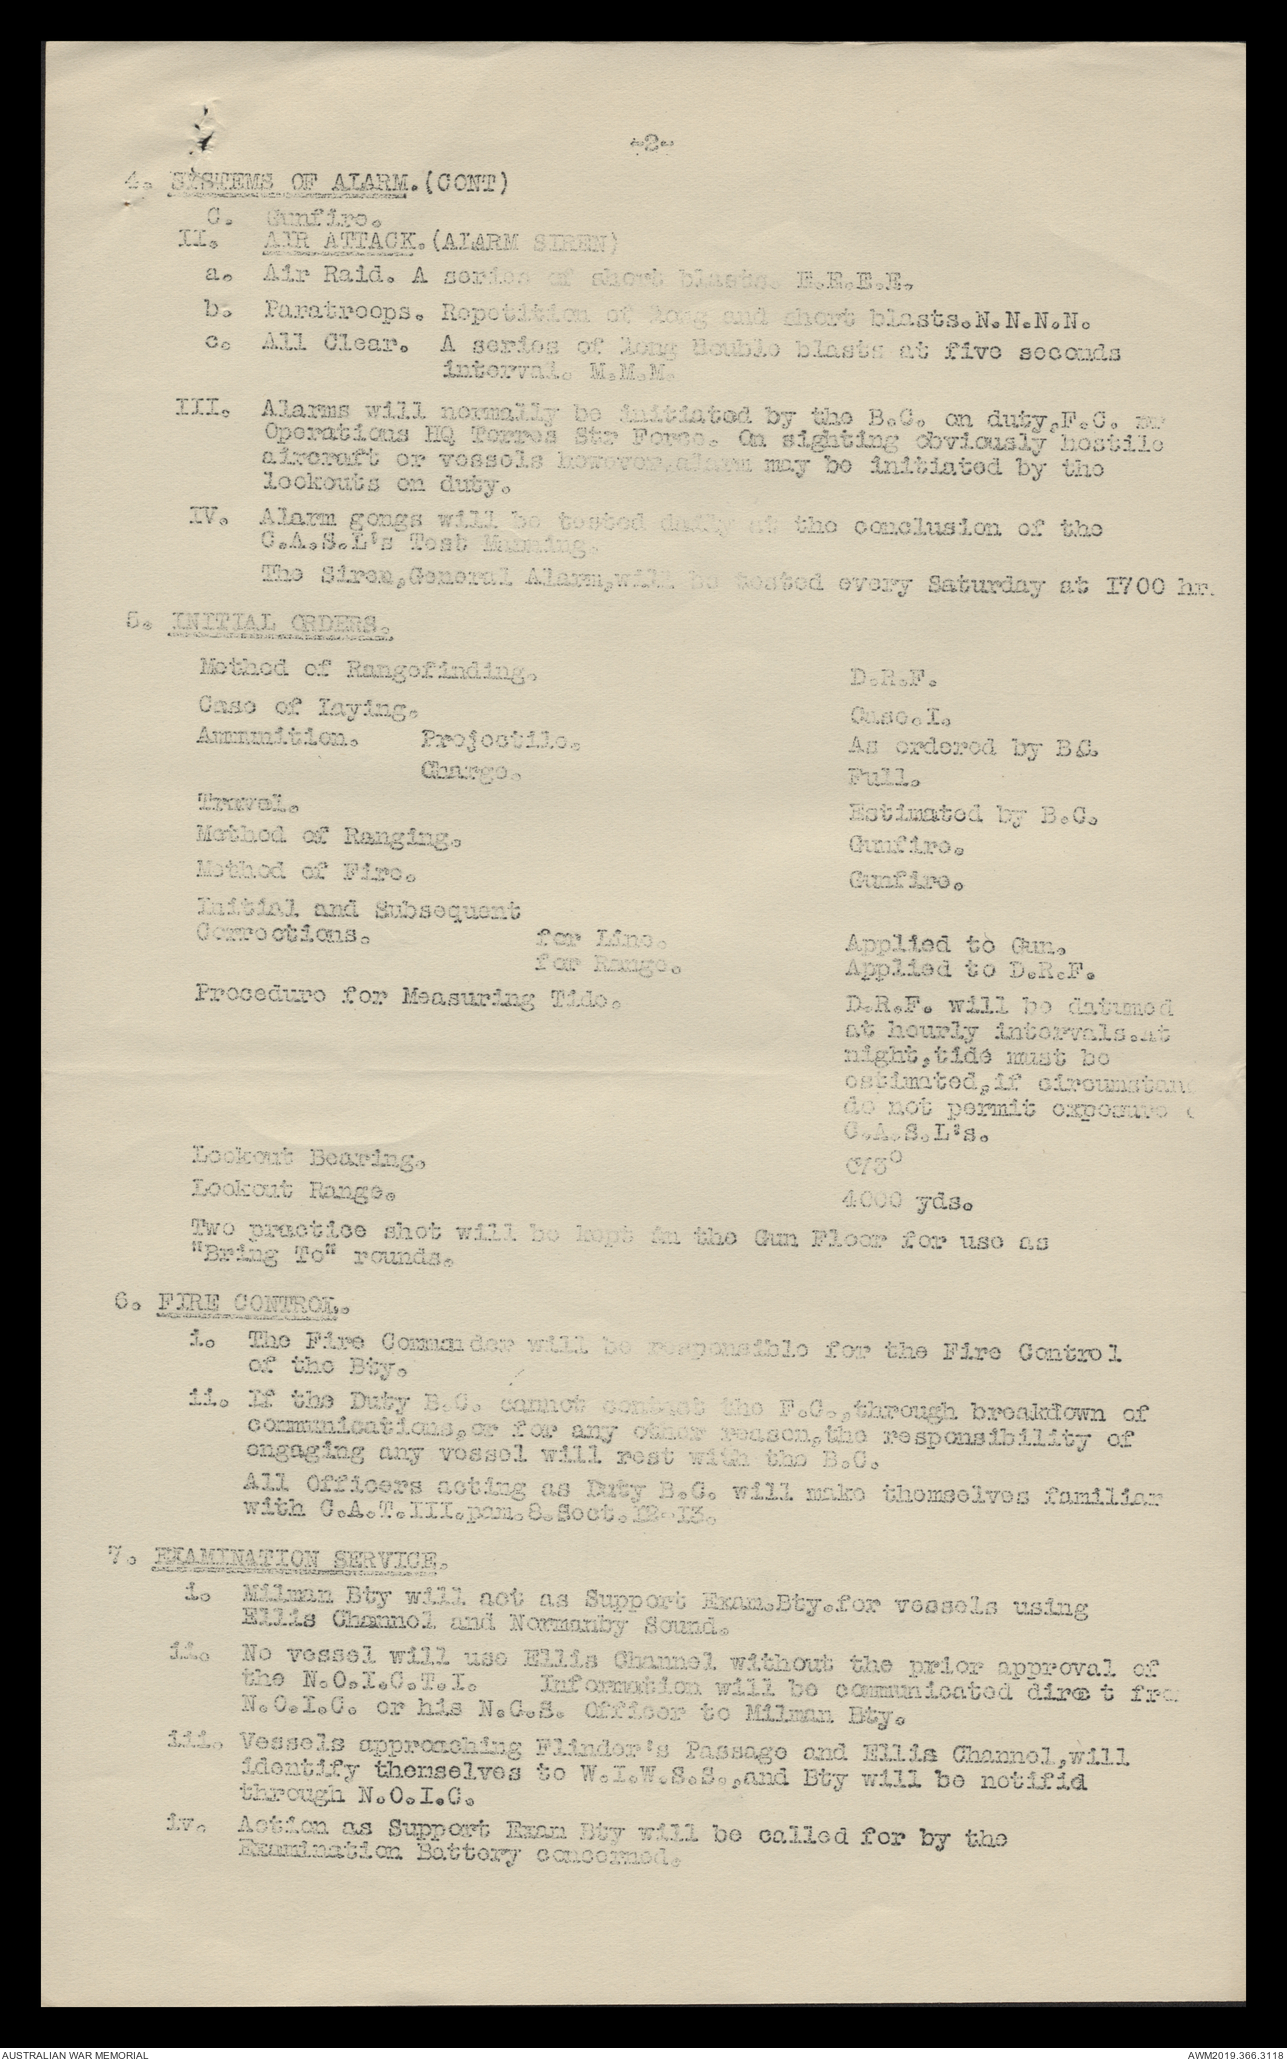 -2-
4. SYSTEMS OF ALARM.(CONT)
C. Gunfire.
II. AIR ATTACK.(ALARM SIREN)
a. Air Raid. A series of short blasts. E.E.E.E.
b. Paratroops. Repetition of long and short blasts.N.N.N.N.
c. All Clear. A series of long double blasts at five seconds
interval. M.M.M.
III. Alarms will normally be initiated by the B.C. on duty,F.C. or
Operations HQ Torres Str Force. On sighting obviously hostile
aircraft or vessels however,alarm may be initiated by the
lookouts on duty.
IV. Alarm gongs will be tested daily at the conclusion of the
C.A.S.L's Test Manning.
The Siren,General Alarm,will be tested every Saturday at 1700 hr.
5. INITIAL ORDERS.
Method of Rangefinding. D.R.F.
Case of Laying. Case.I.
Ammunition. Projectile. As ordered by BC.
Charge. Full.
Travel. Estimated by B.C.
Method of Ranging. Gunfire.
Method of Fire. Gunfire.
Initial and Subsequent
Corrections. for Line. Applied to Gun.
for Range. Applied to D.R.F.
Procedure for Measuring Tide. D.R.F. will be datumed
at hourly intervals.At
night,tide must be
estimated,if circumstan
do not permit exposure
C.A.S.L's.
Lookout Bearing. 073°
Lookout Range. 4000 yds.
Two practice shot will be kept on the Gun Floor for use as
"Bring To" rounds.
6. FIRE CONTROL.
i. The Fire Commander will be responsible for the Fire Control
of the Bty.
ii. If the Duty B.C. cannot contact the F.C.,through breakdown of
communications,or for any other reason,the responsibility of
engaging any vessel will rest with the B.C.
All Officers acting as Duty B.C. will make themselves familiar
with C.A.T.III.pam.8.Sect.12-13.
7. EXAMINATION SERVICE.
i. Milman Bty will act as Support Exam.Bty.for vessels using
Ellis Channel and Normanby Sound.
ii. No vessel will use Ellis Channel without the prior approval of
the N.O.I.C.T.I. Information will be communicated direct fro
N.O.I.C. or his N.C.S. Officer to Milman Bty.
iii. Vessels approaching Flinder's Passage and Ellis Channel,will
identify themselves to W.I.W.S.S.,and Bty will be notifid
through N.O.I.C.
iv. Action as Support Exam Bty will be called for by the
Examination Battery concerned.
AUSTRALIAN WAR MEMORIAL AWM2019.366.3118